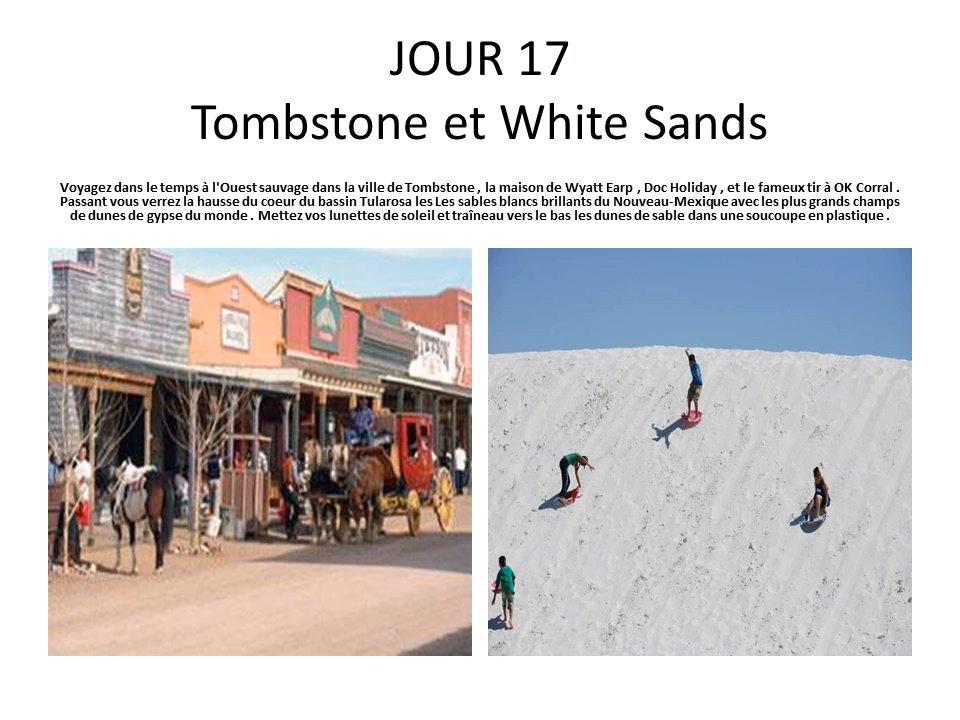 JOUR 17
Tombstone et White Sands
Voyagez dans le temps à l'Ouest sauvage dans la ville de Tombstone , la maison de Wyatt Earp , Doc Holiday , et le fameux tir à OK Corral .
Passant vous verrez la hausse du coeur du bassin Tularosa les Les sables blancs brillants du Nouveau-Mexique avec les plus grands champs
de dunes de gypse du monde . Mettez vos lunettes de soleil et traîneau vers le bas les dunes de sable dans une soucoupe en plastique .
STETSON